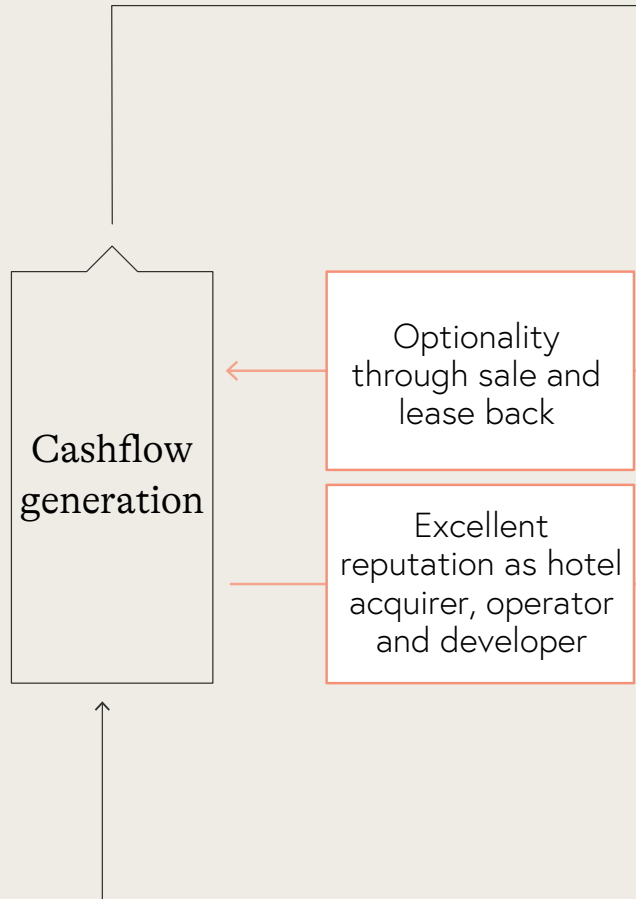 Optionality
through sale and
lease back
Cashflow
generation
Excellent
reputation as hotel
acquirer, operator
and developer